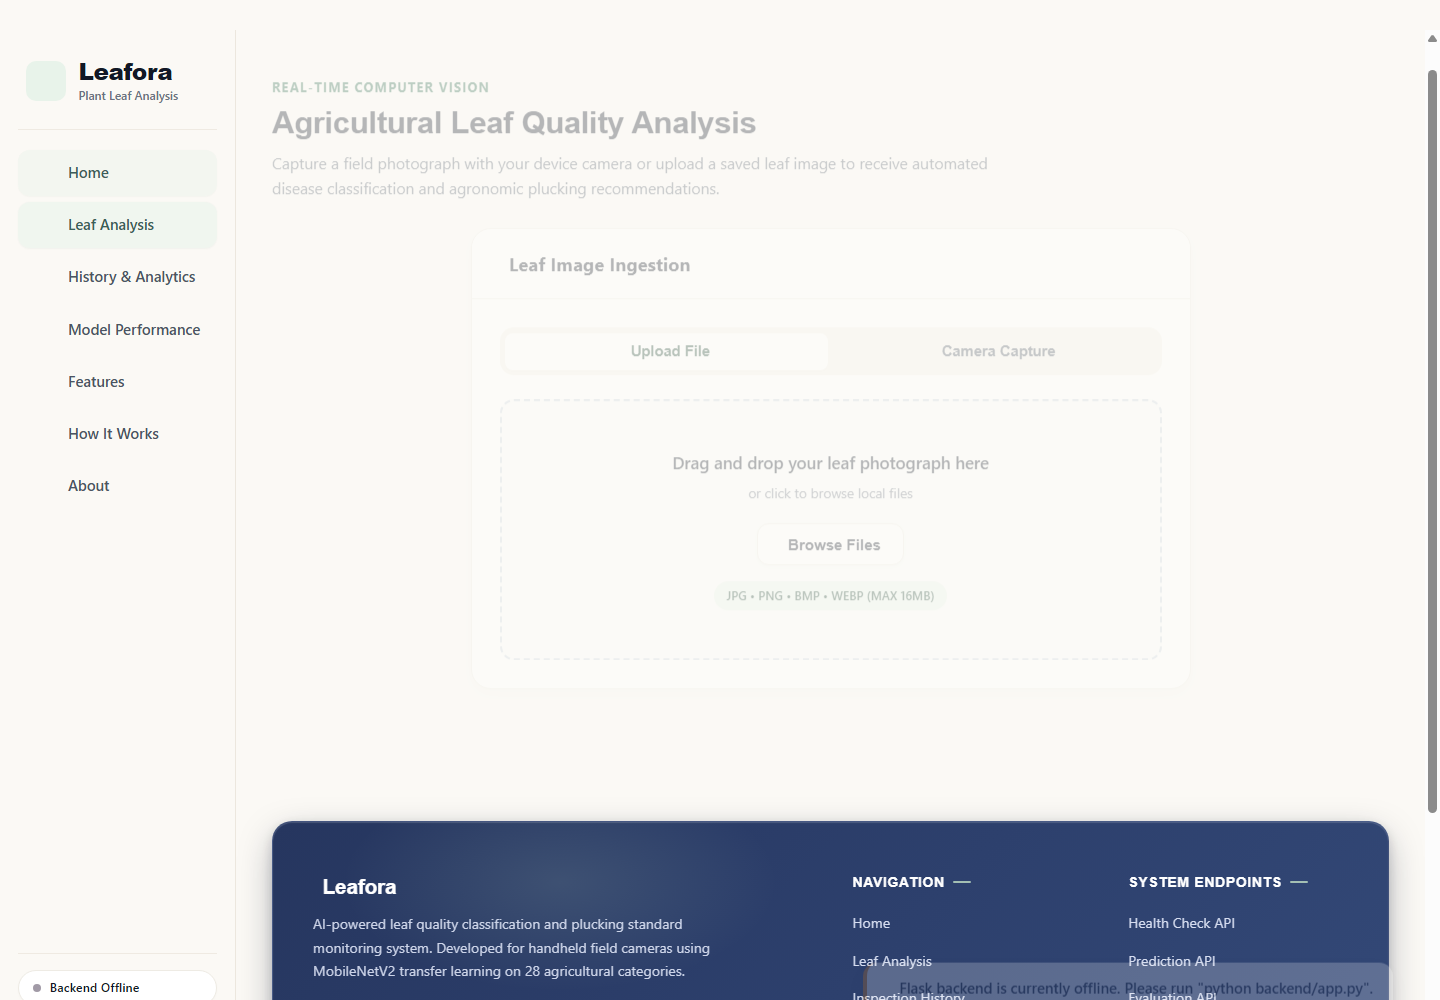 Leafora
Plant Leaf Analysis
Home
Leaf Analysis
History & Analytics
Model Performance
Features
How It Works
About
Backend Offline
REAL-TIME COMPUTER VISION
Agricultural Leaf Quality Analysis
Capture a field photograph with your device camera or upload a saved leaf image to receive automated
disease classification and agronomic plucking recommendations.
Leaf Image Ingestion
Upload File
Camera Capture
Drag and drop your leaf photograph here
or click to browse local files
Browse Files
JPG • PNG • BMP • WEBP (MAX 16MB)
Leafora
AI-powered leaf quality classification and plucking standard
monitoring system. Developed for handheld field cameras using
MobileNetV2 transfer learning on 28 agricultural categories.
NAVIGATION
Home
Leaf Analysis
Inspection History
SYSTEM ENDPOINTS
Health Check API
Prediction API
Evaluation API
Flask backend is currently offline. Please run "python backend/app.py".